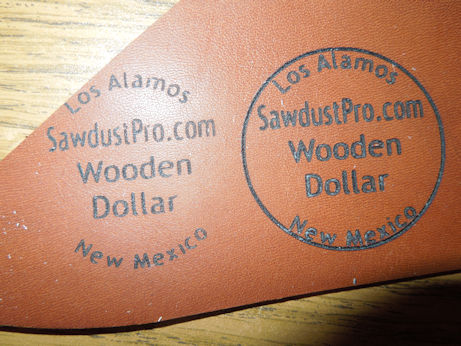 Los Alamos
SawdustPro.com
Wooden
Dollar
New Mexico
Los Alamos
SawdustPro.com
Wooden
Dollar
New Mexico